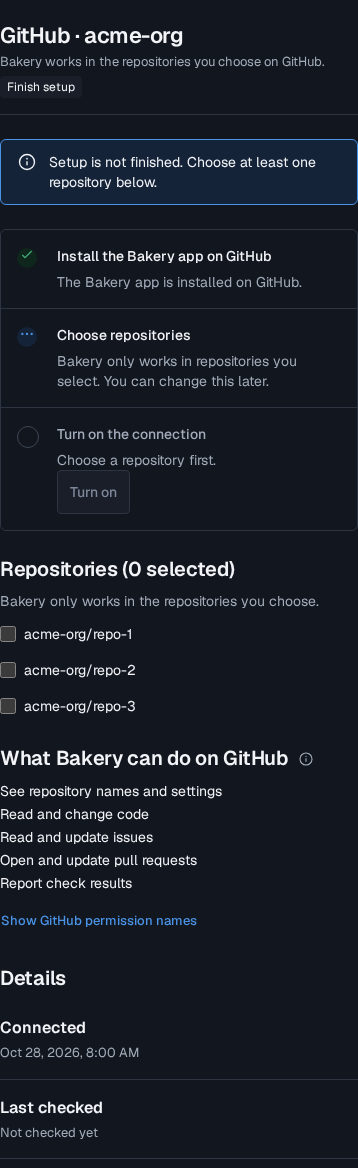 GitHub · acme-org
Bakery works in the repositories you choose on GitHub.
Finish setup
Setup is not finished. Choose at least one
repository below.
Install the Bakery app on GitHub
The Bakery app is installed on GitHub.
Choose repositories
Bakery only works in repositories you
select. You can change this later.
Turn on the connection
Choose a repository first.
Turn on
Repositories (0 selected)
Bakery only works in the repositories you choose.
acme-org/repo-1
acme-org/repo-2
acme-org/repo-3
What Bakery can do on GitHub
See repository names and settings
Read and change code
Read and update issues
Open and update pull requests
Report check results
Show GitHub permission names
Details
Connected
Oct 28, 2026, 8:00 AM
Last checked
Not checked yet